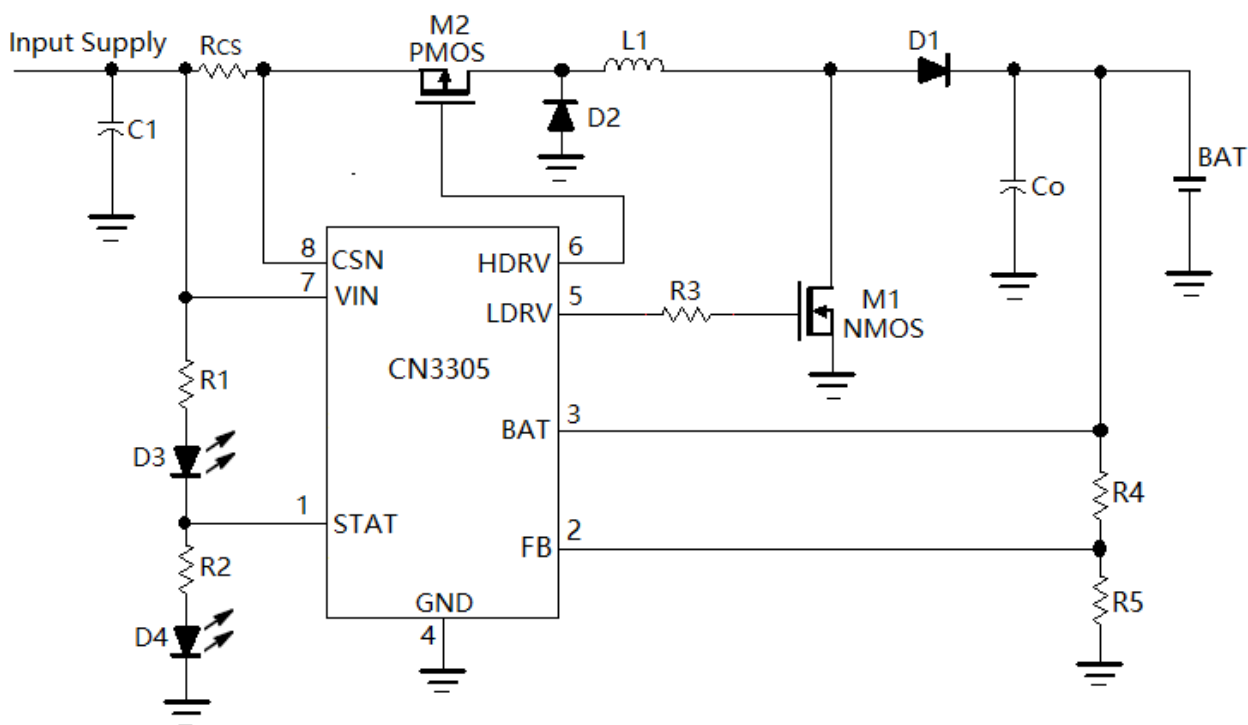 Input Supply
RCS
M2
PMOS
L1
D1
C1
D2
Co
BAT
8
CSN
7
VIN
HDRV
6
LDRV
5
R3
M1
NMOS
CN3305
R1
BAT
3
D3
R4
1
STAT
FB
2
R2
R5
D4
GND
4